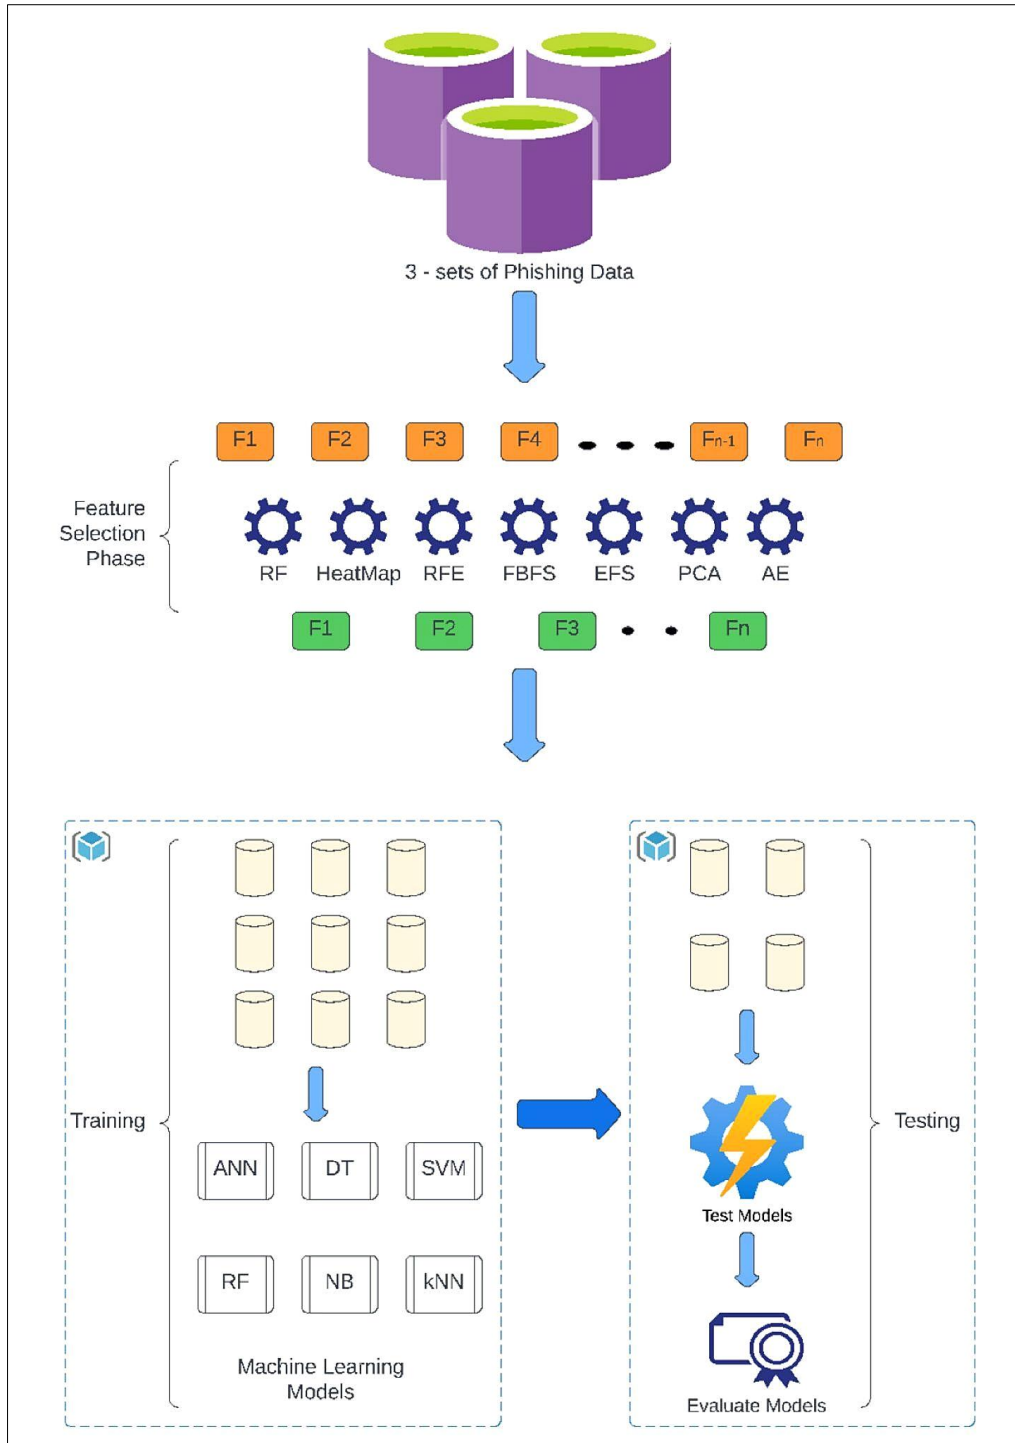 3 - sets of Phishing Data
F1 F2 F3 F4 Fn-1 Fn
Feature
Selection
Phase
RF HeatMap RFE FBFS EFS PCA AE
F1 F2 F3 Fn
Training
ANN DT SVM
RF NB kNN
Machine Learning
Models
Testing
Test Models
Evaluate Models